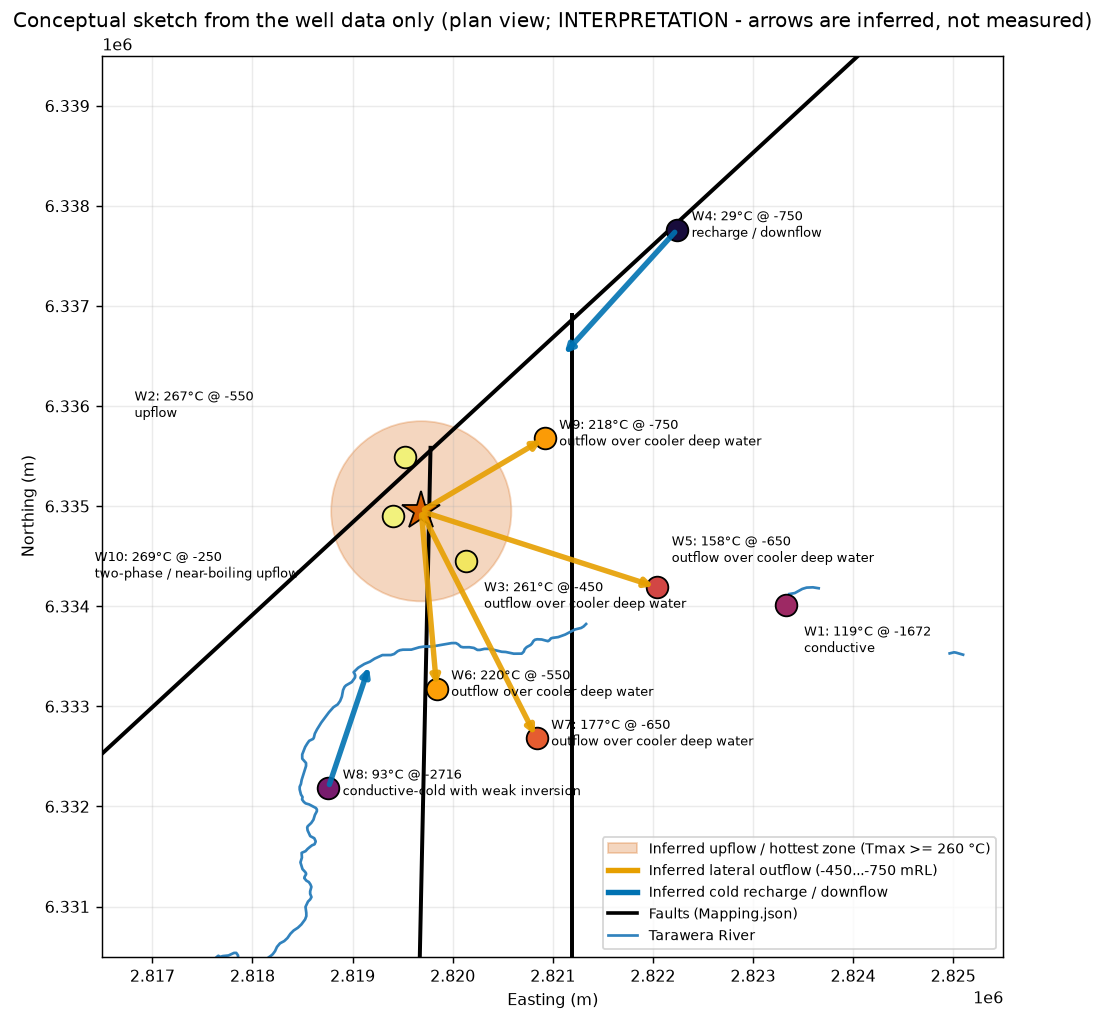 Conceptual sketch from the well data only (plan view; INTERPRETATION - arrows are inferred, not measured)
1e6
6.339
6.338
6.337
6.336
6.335
6.334
6.333
6.332
6.331
Northing (m)
W4: 29°C @ -750
recharge / downflow
W2: 267°C @ -550
upflow
W9: 218°C @ -750
outflow over cooler deep water
W5: 158°C @ -650
outflow over cooler deep water
W10: 269°C @ -250
two-phase / near-boiling upflow
W3: 261°C @ -450
outflow over cooler deep water
W1: 119°C @ -1672
conductive
W6: 220°C @ -550
outflow over cooler deep water
W7: 177°C @ -650
outflow over cooler deep water
W8: 93°C @ -2716
conductive-cold with weak inversion
Inferred upflow / hottest zone (Tmax >= 260 °C)
Inferred lateral outflow (-450...-750 mRL)
Inferred cold recharge / downflow
Faults (Mapping.json)
Tarawera River
2.817 2.818 2.819 2.820 2.821 2.822 2.823 2.824 2.825
Easting (m)
1e6